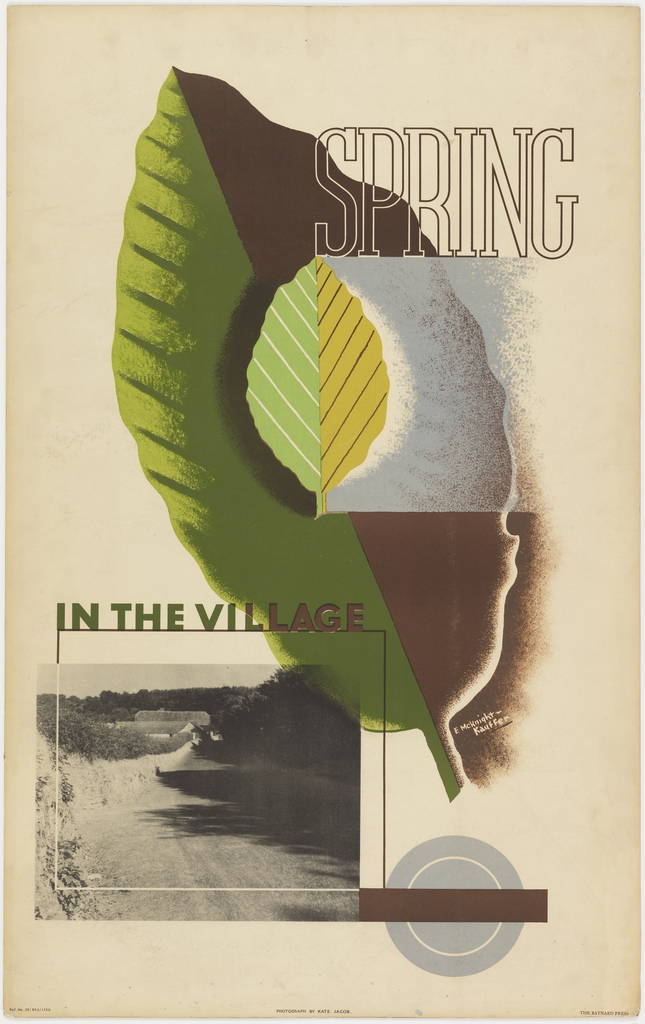 SPRING
IN THE VILLAGE
E McKnight-
Kauffer
PHOTOGRAPH BY KATE JACOB.
THE BAYNARD PRESS